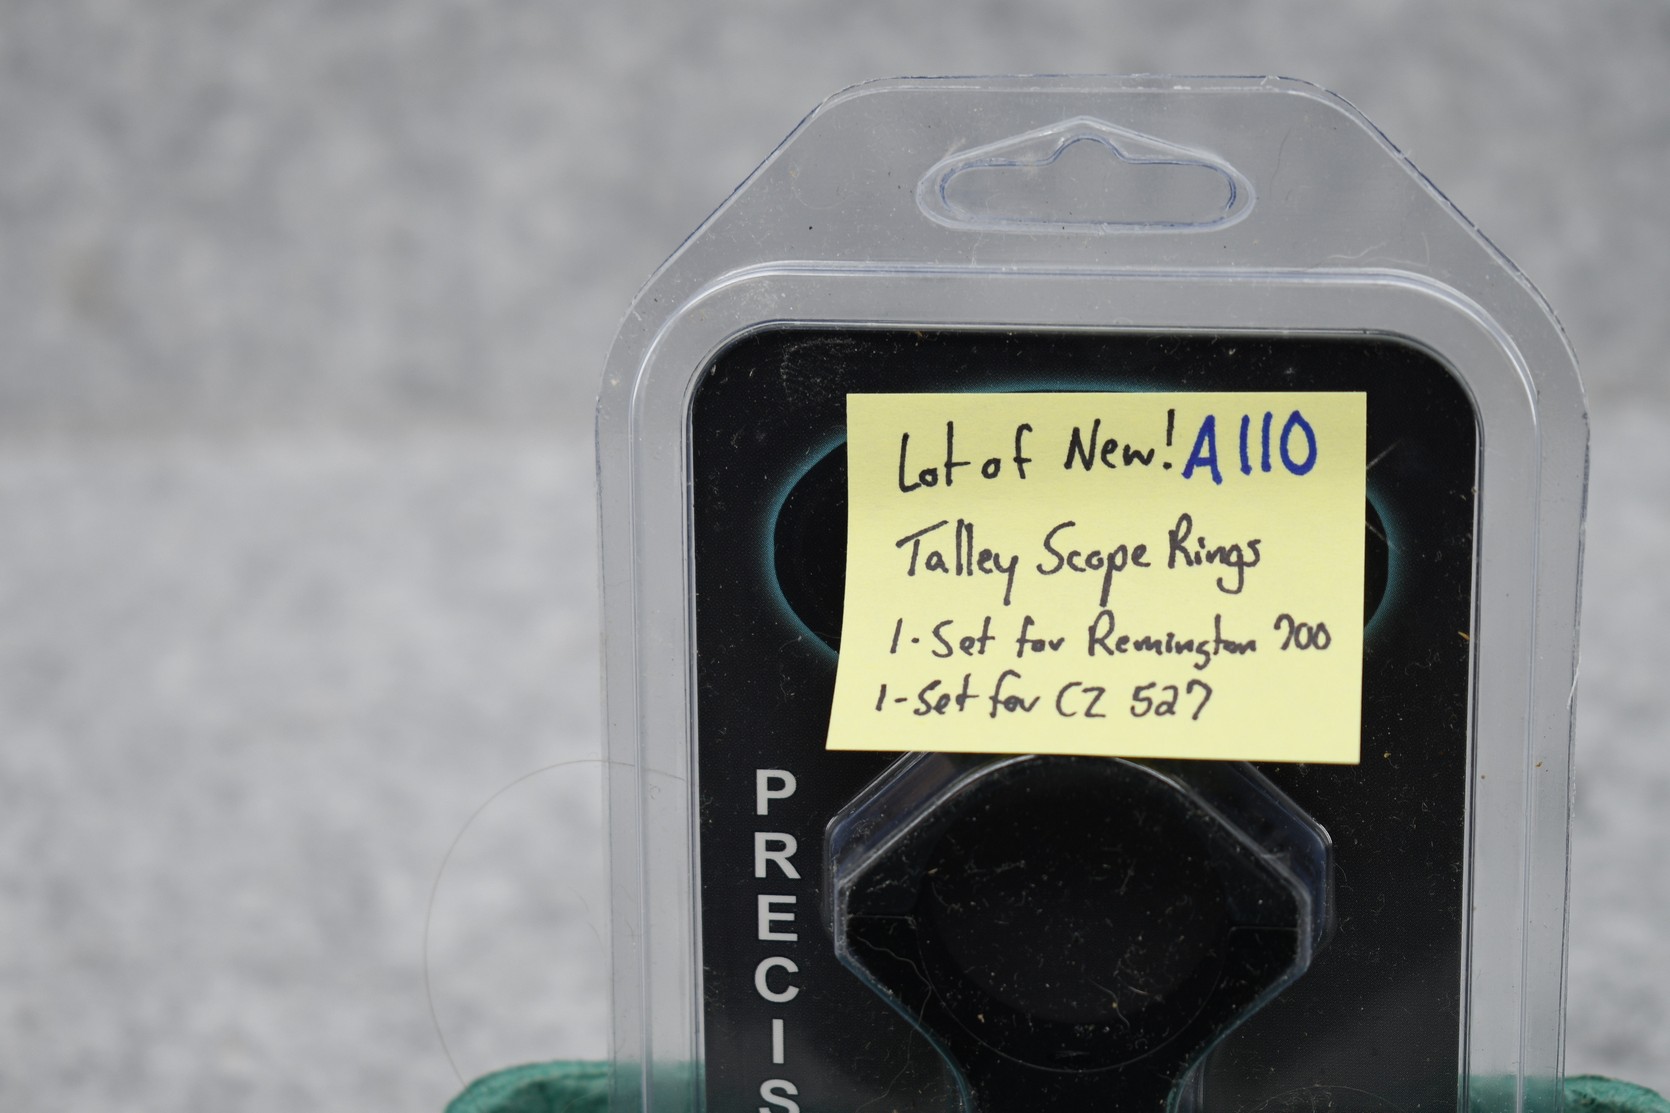 Lot of New! A110
Talley Scope Rings
1-Set for Remington 700
1-Set for CZ 527
PRECIS